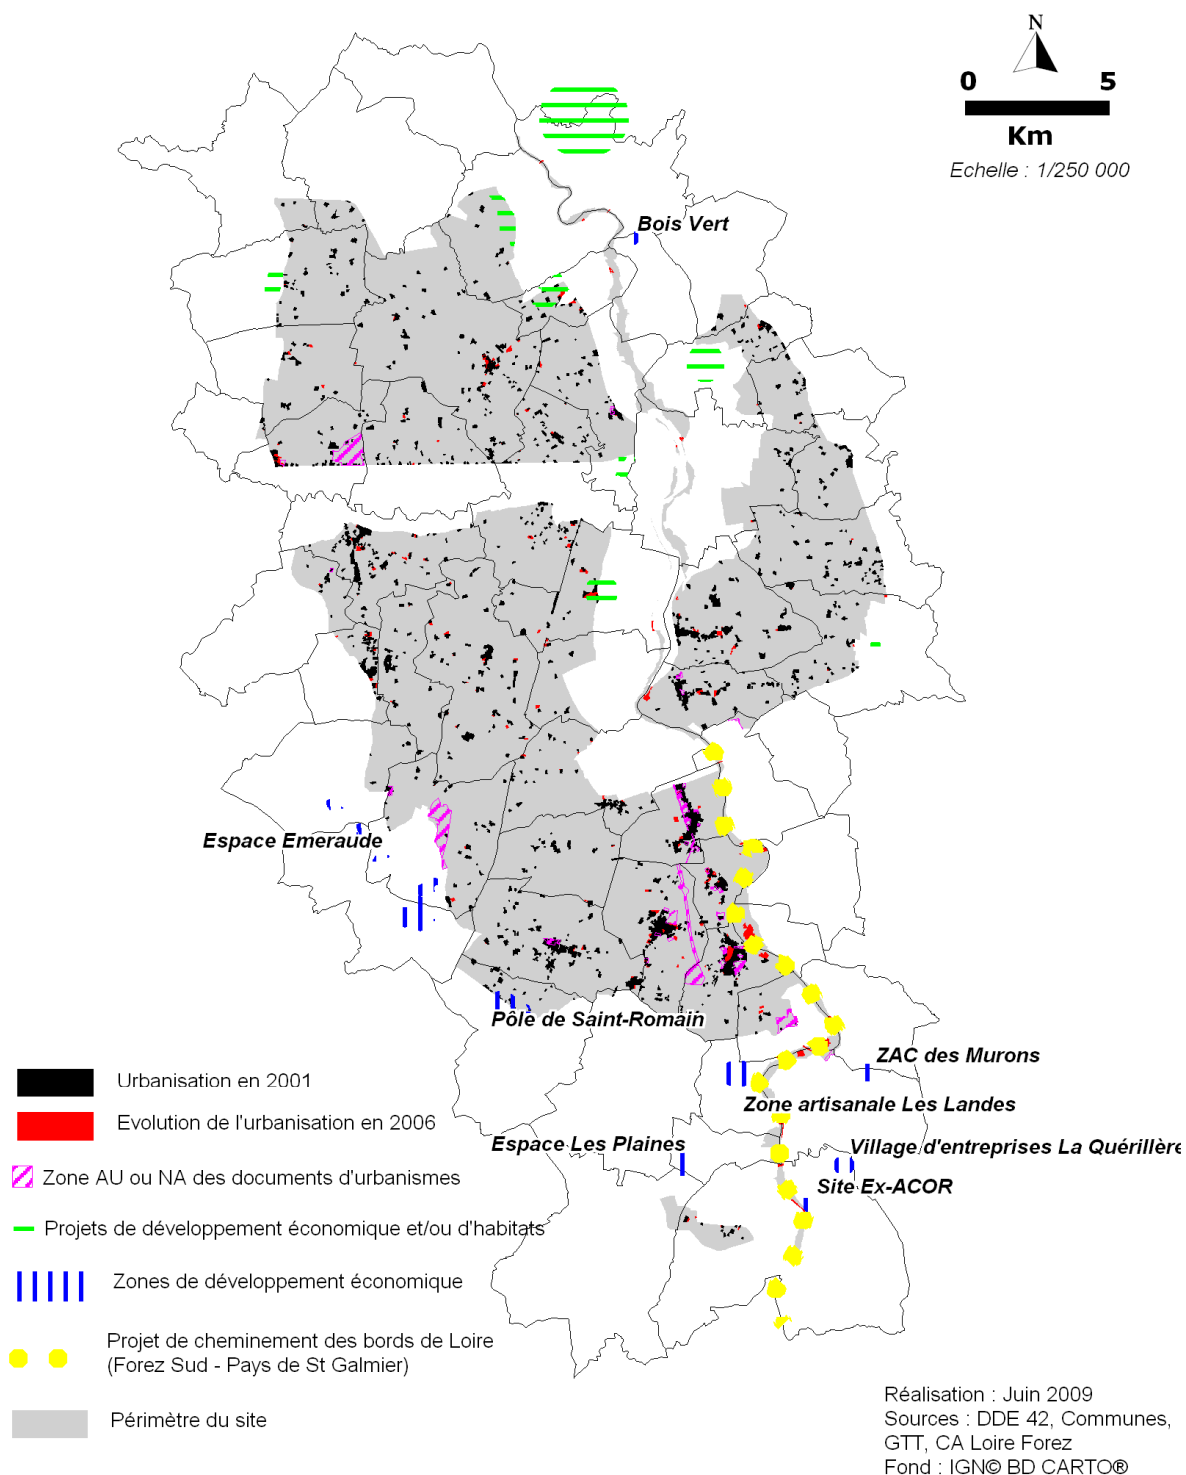 N
0 5
Km
Echelle : 1/250 000
Bois Vert
Espace Emeraude
Pôle de Saint-Romain
ZAC des Murons
Zone artisanale Les Landes
Espace Les Plaines
Village d'entreprises La Quérillère
Site Ex-ACOR
Urbanisation en 2001
Evolution de l'urbanisation en 2006
Zone AU ou NA des documents d'urbanismes
Projets de développement économique et/ou d'habitats
Zones de développement économique
Projet de cheminement des bords de Loire
(Forez Sud - Pays de St Galmier)
Périmètre du site
Réalisation : Juin 2009
Sources : DDE 42, Communes,
GTT, CA Loire Forez
Fond : IGN© BD CARTO®